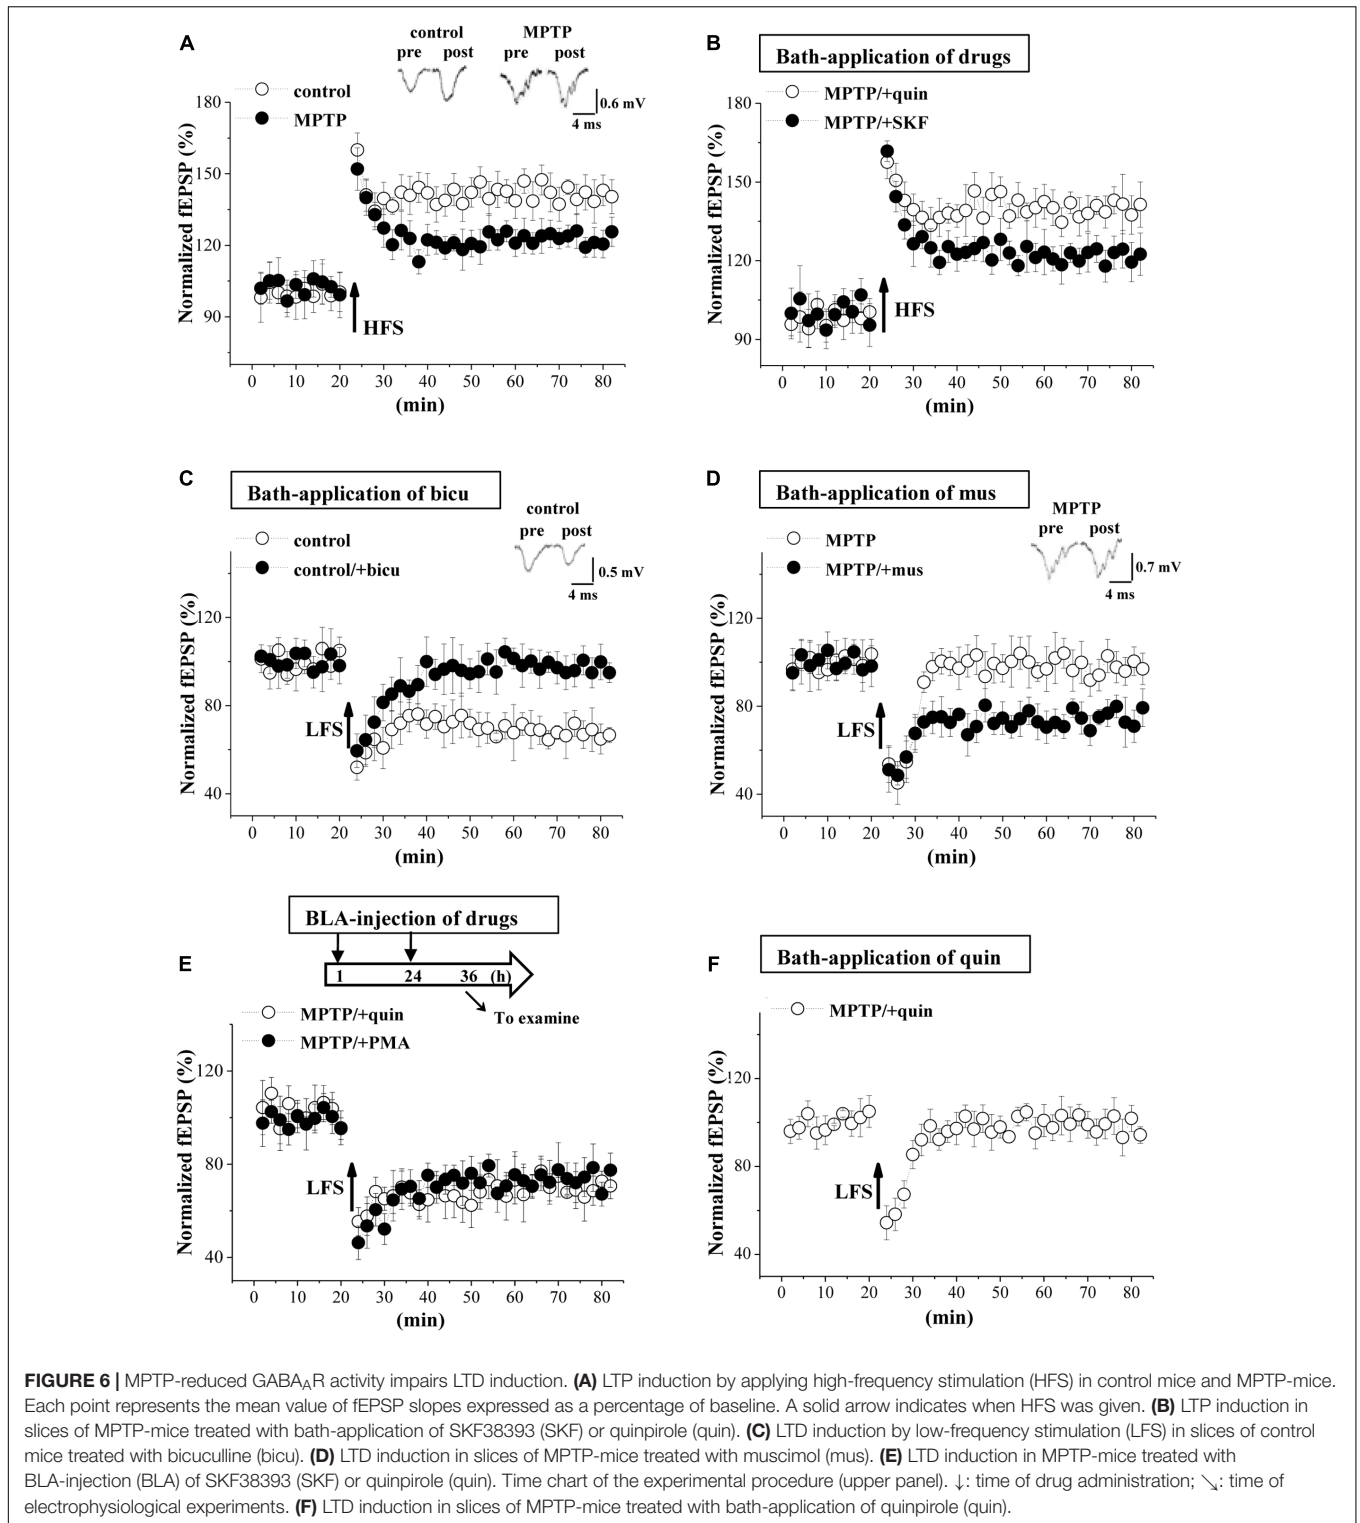 A
control
pre post
MPTP
pre post
0.6 mV
4 ms
control
MPTP
Normalized fEPSP (%)
180
150
120
90
HFS
0 10 20 30 40 50 60 70 80
(min)
B
Bath-application of drugs
MPTP/+quin
MPTP/+SKF
Normalized fEPSP (%)
180
150
120
90
HFS
0 10 20 30 40 50 60 70 80
(min)
C
Bath-application of bicu
control
pre post
0.5 mV
4 ms
control
control/+bicu
Normalized fEPSP (%)
120
80
40
LFS
0 10 20 30 40 50 60 70 80
(min)
D
Bath-application of mus
MPTP
pre post
0.7 mV
4 ms
MPTP
MPTP/+mus
Normalized fEPSP (%)
120
80
40
LFS
0 10 20 30 40 50 60 70 80
(min)
BLA-injection of drugs
E
1 24 36 (h)
To examine
MPTP/+quin
MPTP/+PMA
Normalized fEPSP (%)
120
80
40
LFS
0 10 20 30 40 50 60 70 80
(min)
F
Bath-application of quin
MPTP/+quin
Normalized fEPSP (%)
120
80
40
LFS
0 10 20 30 40 50 60 70 80
(min)
FIGURE 6 | MPTP-reduced GABAAR activity impairs LTD induction. (A) LTP induction by applying high-frequency stimulation (HFS) in control mice and MPTP-mice.
Each point represents the mean value of fEPSP slopes expressed as a percentage of baseline. A solid arrow indicates when HFS was given. (B) LTP induction in
slices of MPTP-mice treated with bath-application of SKF38393 (SKF) or quinpirole (quin). (C) LTD induction by low-frequency stimulation (LFS) in slices of control
mice treated with bicuculline (bicu). (D) LTD induction in slices of MPTP-mice treated with muscimol (mus). (E) LTD induction in MPTP-mice treated with
BLA-injection (BLA) of SKF38393 (SKF) or quinpirole (quin). Time chart of the experimental procedure (upper panel). ↓: time of drug administration; ↘: time of
electrophysiological experiments. (F) LTD induction in slices of MPTP-mice treated with bath-application of quinpirole (quin).